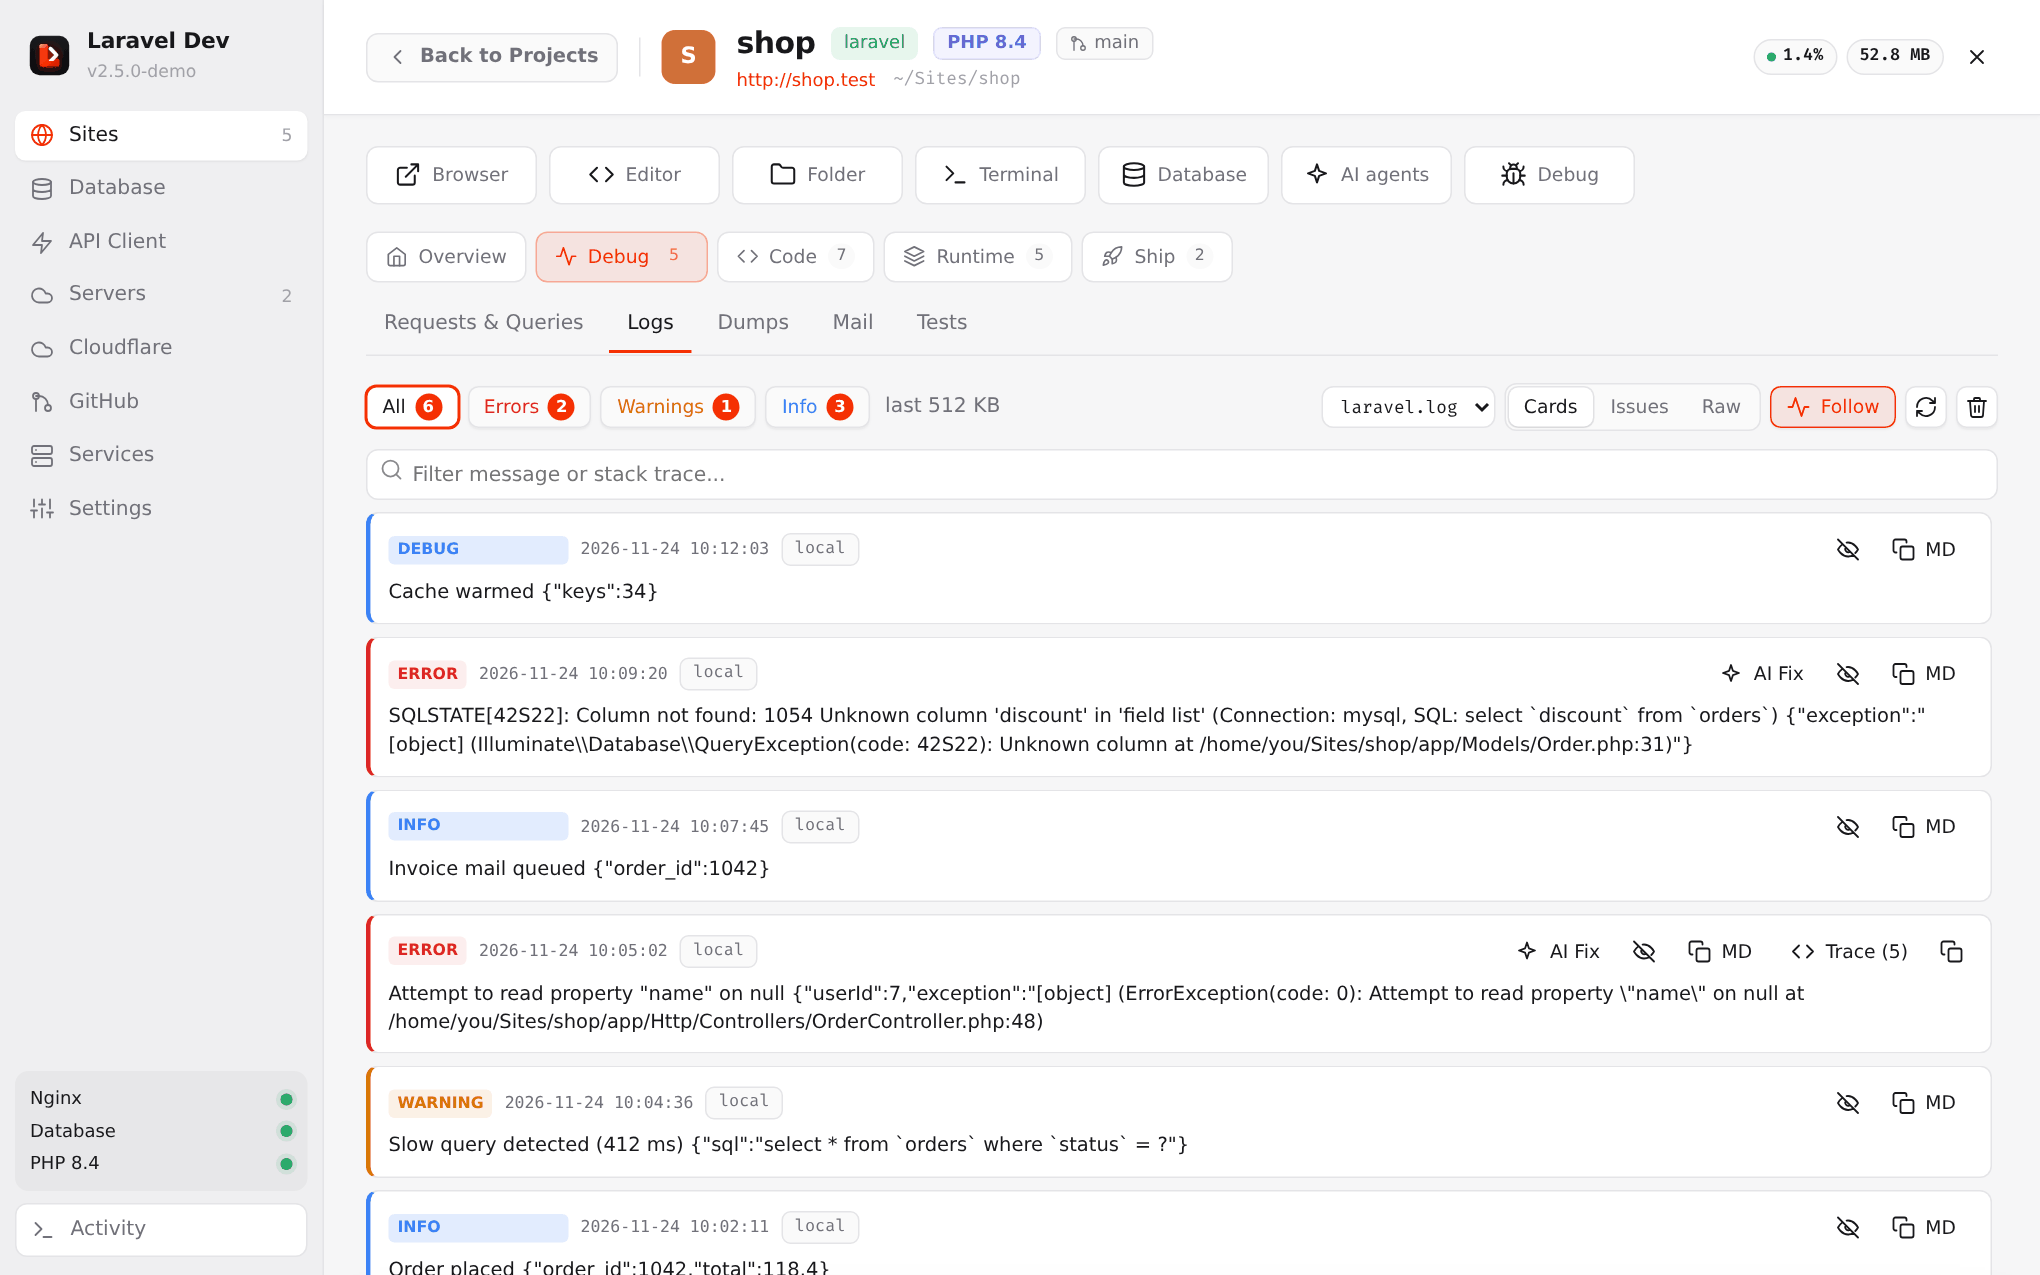 Laravel Dev
v2.5.0-demo
Sites 5
Database
API Client
Servers 2
Cloudflare
GitHub
Services
Settings
Nginx
Database
PHP 8.4
Activity
Back to Projects
S
shop laravel PHP 8.4 main
http://shop.test ~/Sites/shop
1.4% 52.8 MB
Browser Editor Folder Terminal Database AI agents Debug
Overview Debug 5 Code 7 Runtime 5 Ship 2
Requests & Queries Logs Dumps Mail Tests
All 6 Errors 2 Warnings 1 Info 3 last 512 KB laravel.log Cards Issues Raw Follow
Filter message or stack trace...
DEBUG 2026-11-24 10:12:03 local MD
Cache warmed {"keys":34}
ERROR 2026-11-24 10:09:20 local AI Fix MD
SQLSTATE[42S22]: Column not found: 1054 Unknown column 'discount' in 'field list' (Connection: mysql, SQL: select `discount` from `orders`) {"exception":"
[object] (Illuminate\\Database\\QueryException(code: 42S22): Unknown column at /home/you/Sites/shop/app/Models/Order.php:31)"}
INFO 2026-11-24 10:07:45 local MD
Invoice mail queued {"order_id":1042}
ERROR 2026-11-24 10:05:02 local AI Fix MD Trace (5)
Attempt to read property "name" on null {"userId":7,"exception":"[object] (ErrorException(code: 0): Attempt to read property \"name\" on null at
/home/you/Sites/shop/app/Http/Controllers/OrderController.php:48)
WARNING 2026-11-24 10:04:36 local MD
Slow query detected (412 ms) {"sql":"select * from `orders` where `status` = ?"}
INFO 2026-11-24 10:02:11 local MD
Order placed {"order_id":1042,"total":118.4}